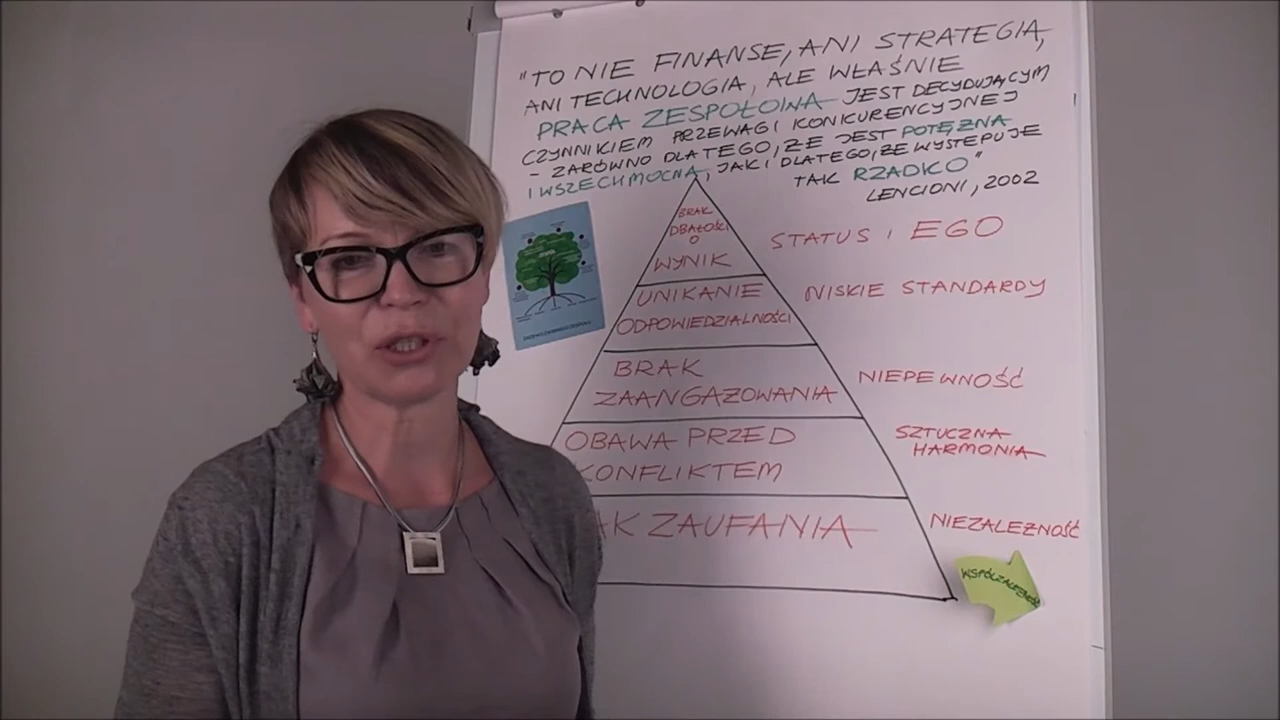 "TO NIE FINANSE, ANI STRATEGIA,
ANI TECHNOLOGIA, ALE WŁAŚNIE
PRACA ZESPOŁOWA JEST DECYDUJĄCYM
CZYNNIKIEM PRZEWAGI KONKURENCYJNEJ
- ZARÓWNO DLATEGO, ŻE JEST POTĘŻNA
I WSZECHMOCNA, JAK I DLATEGO, ŻE WYSTĘPUJE
TAK RZADKO"
LENCIONI, 2002
BRAK
DBAŁOŚCI
O
WYNIK
STATUS i EGO
UNIKANIE
ODPOWIEDZIALNOŚCI
NISKIE STANDARDY
BRAK
ZAANGAŻOWANIA
NIEPEWNOŚĆ
OBAWA PRZED
KONFLIKTEM
SZTUCZNA
HARMONIA
AK ZAUFANIA
NIEZALEŻNOŚĆ
WSPÓŁZALEŻNOŚĆ